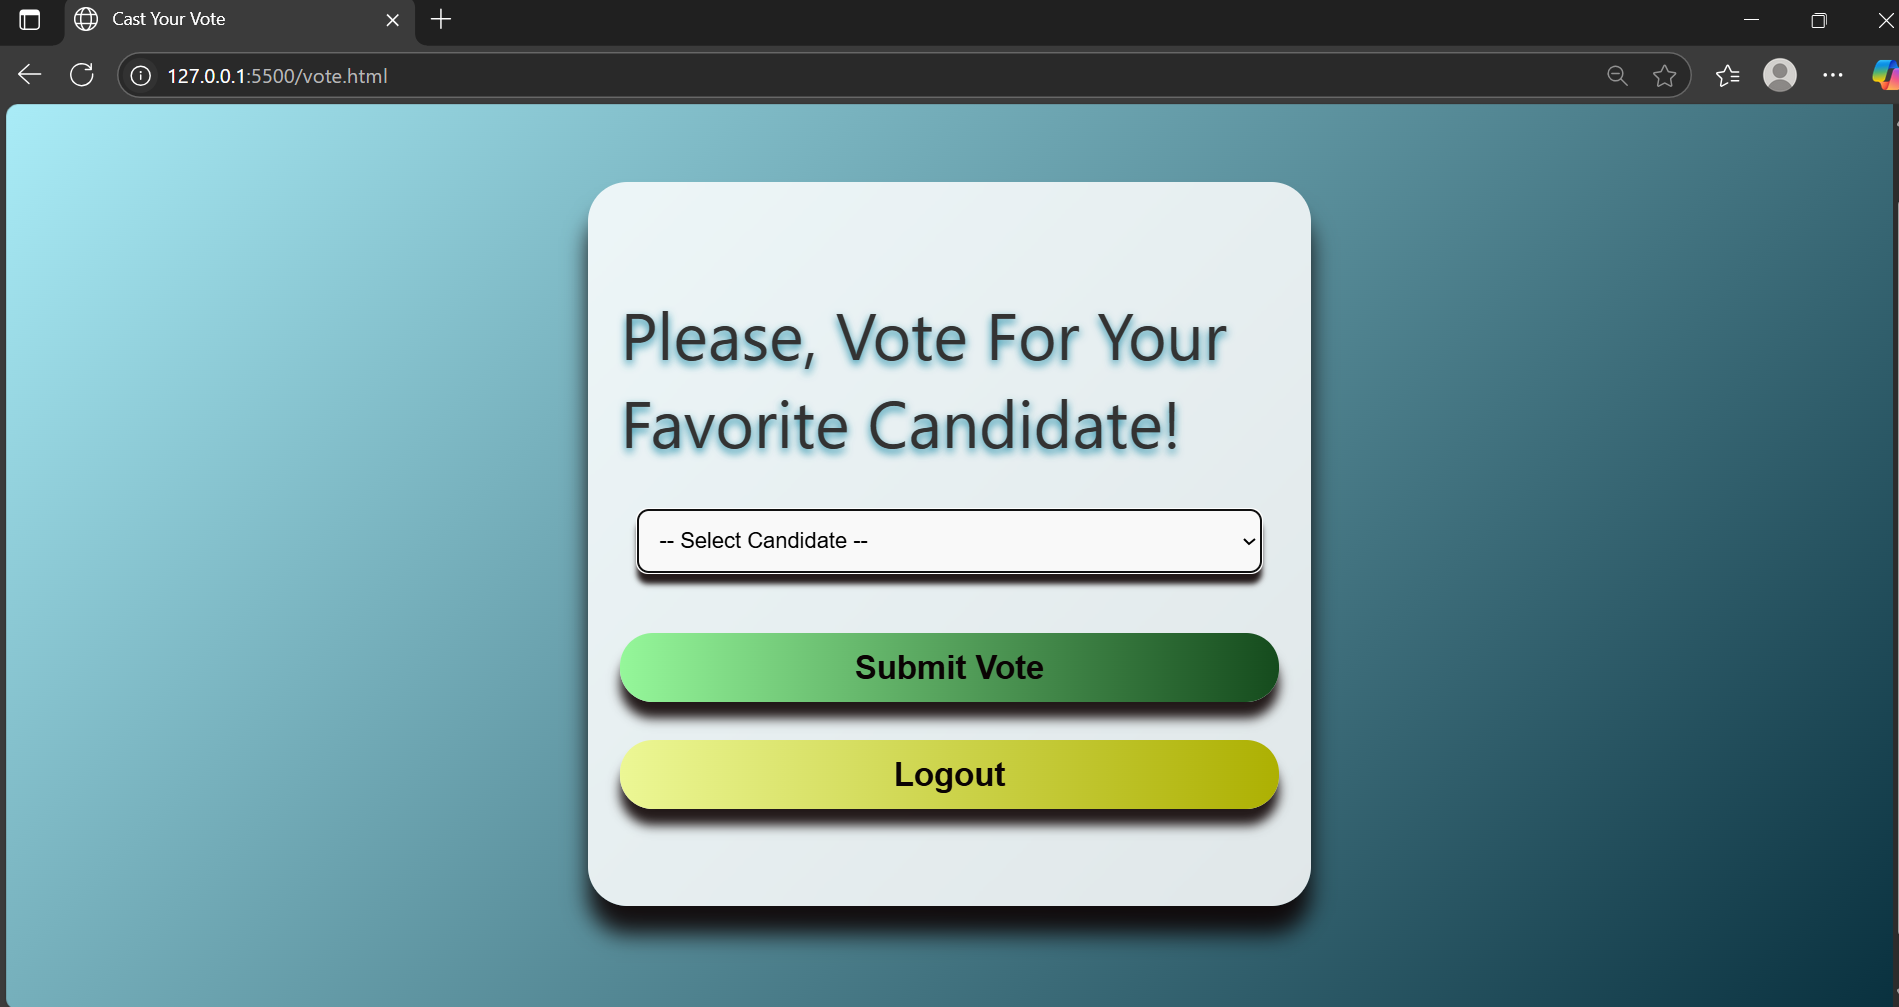 Cast Your Vote
127.0.0.1:5500/vote.html
Please, Vote For Your
Favorite Candidate!
-- Select Candidate --
Submit Vote
Logout